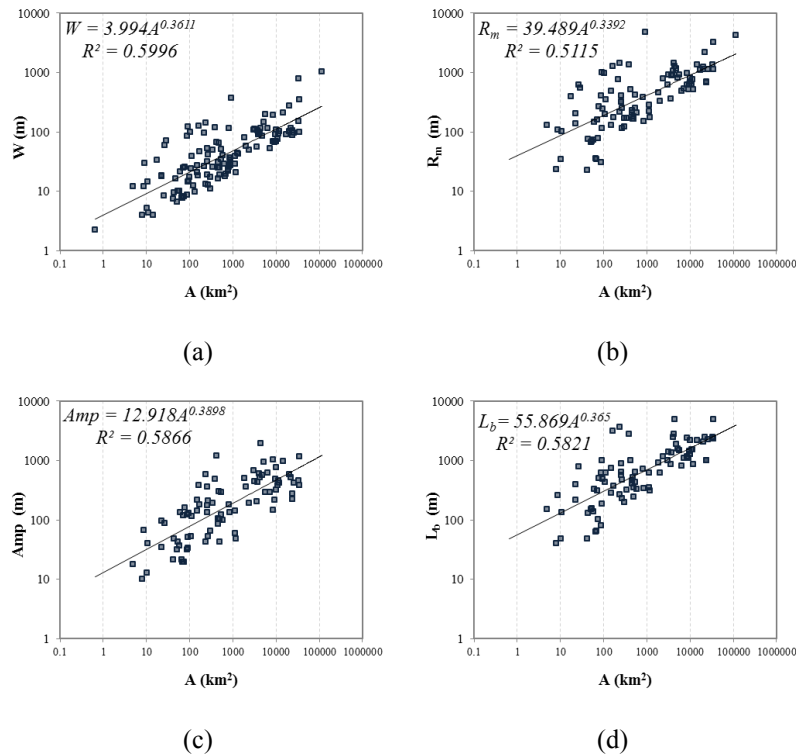 10000
W = 3.994A^0.3611
R² = 0.5996
1000
100
10
1
W (m)
0.1 1 10 100 1000 10000 100000 1000000
A (km²)
(a)
10000
R_m = 39.489A^0.3392
R² = 0.5115
1000
100
10
1
R_m (m)
0.1 1 10 100 1000 10000 100000 1000000
A (km²)
(b)
10000
Amp = 12.918A^0.3898
R² = 0.5866
1000
100
10
1
Amp (m)
0.1 1 10 100 1000 10000 100000 1000000
A (km²)
(c)
10000
L_b = 55.869A^0.365
R² = 0.5821
1000
100
10
1
L_b (m)
0.1 1 10 100 1000 10000 100000 1000000
A (km²)
(d)